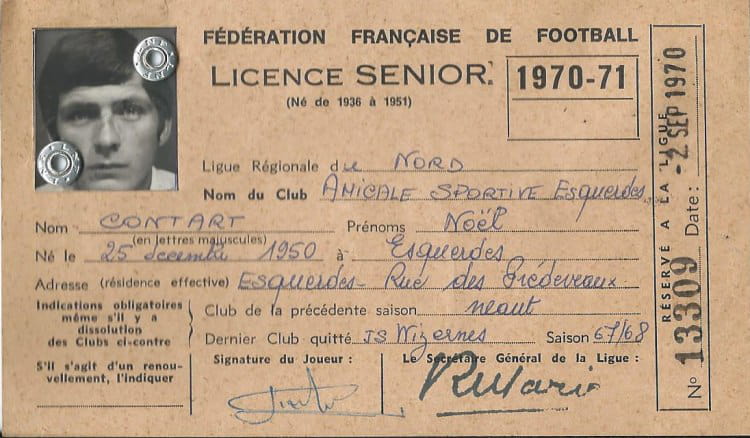 FÉDÉRATION FRANÇAISE DE FOOTBALL
LICENCE SENIOR.
1970-71
(Né de 1936 à 1951)
Ligue Régionale du NORD
Nom du Club AMICALE SPORTIVE Esquerdes
Nom CONTART Prénoms Noël
(en lettres majuscules)
Né le 25 décembre 1950 à Esquerdes
Adresse (résidence effective) Esquerdes - Rue des
Indications obligatoires
même s'il y a
dissolution
des Clubs ci-contre
Club de la précédente saison néant
Dernier Club quitté JS Wizernes Saison 67/68
S'il s'agit d'un renou-
vellement, l'indiquer
Signature du Joueur :
Le Secrétaire Général de la Ligue :
RÉSERVÉ A LA LIGUE
N° 13309 Date: -2 SEP 1970